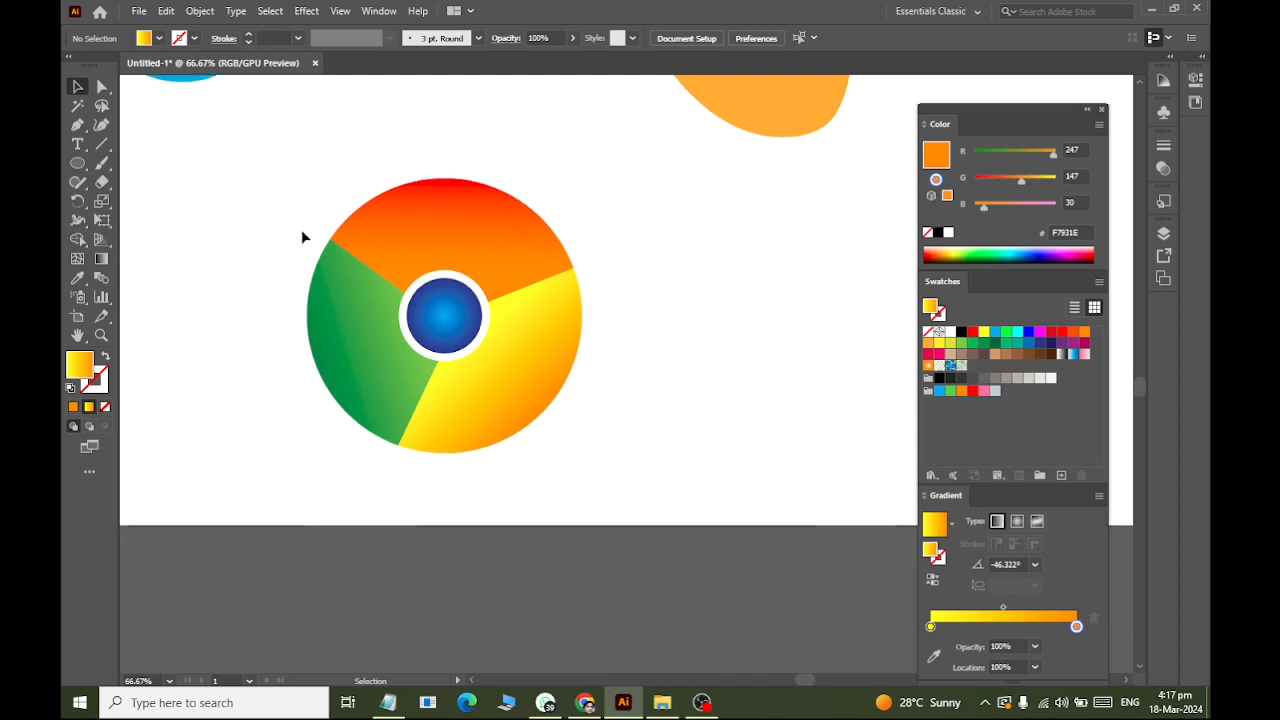 Ai File Edit Object Type Select Effect View Window Help Essentials Classic Search Adobe Stock
No Selection Stroke: 3 pt. Round Opacity: 100% Style: Document Setup Preferences
Untitled-1* @ 66.67% (RGB/GPU Preview) ×
Color
R 247
G 147
B 30
# F7931E
Swatches
Gradient
Type:
Stroke:
-46.322°
Opacity: 100%
Location: 100%
66.67% 1 Selection
Type here to search 28°C Sunny ENG 4:17 pm
18-Mar-2024